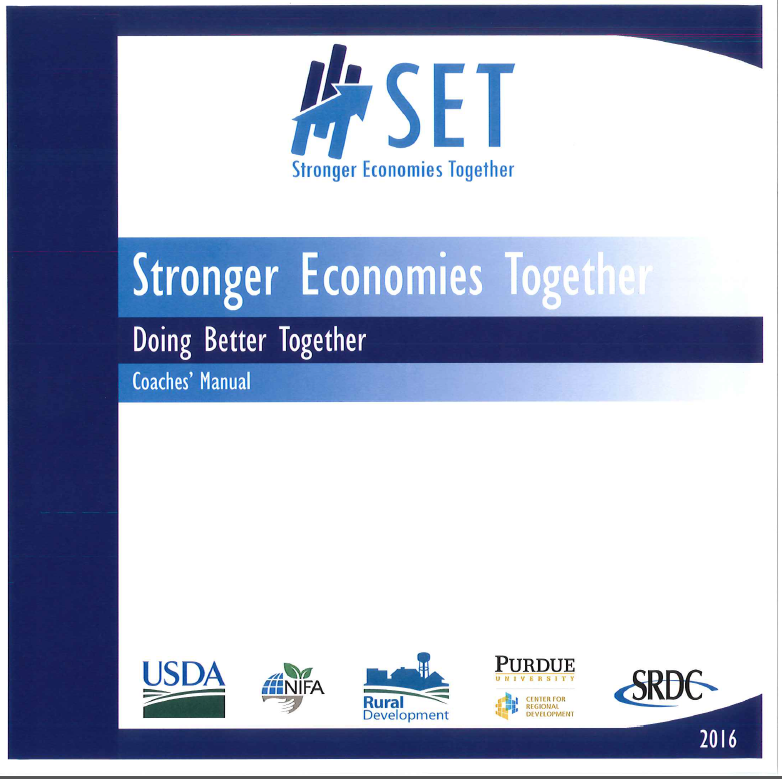 SET
Stronger Economies Together
Stronger Economies Together
Doing Better Together
Coaches' Manual
USDA
NIFA
Rural
Development
PURDUE
UNIVERSITY
CENTER FOR
REGIONAL
DEVELOPMENT
SRDC
2016